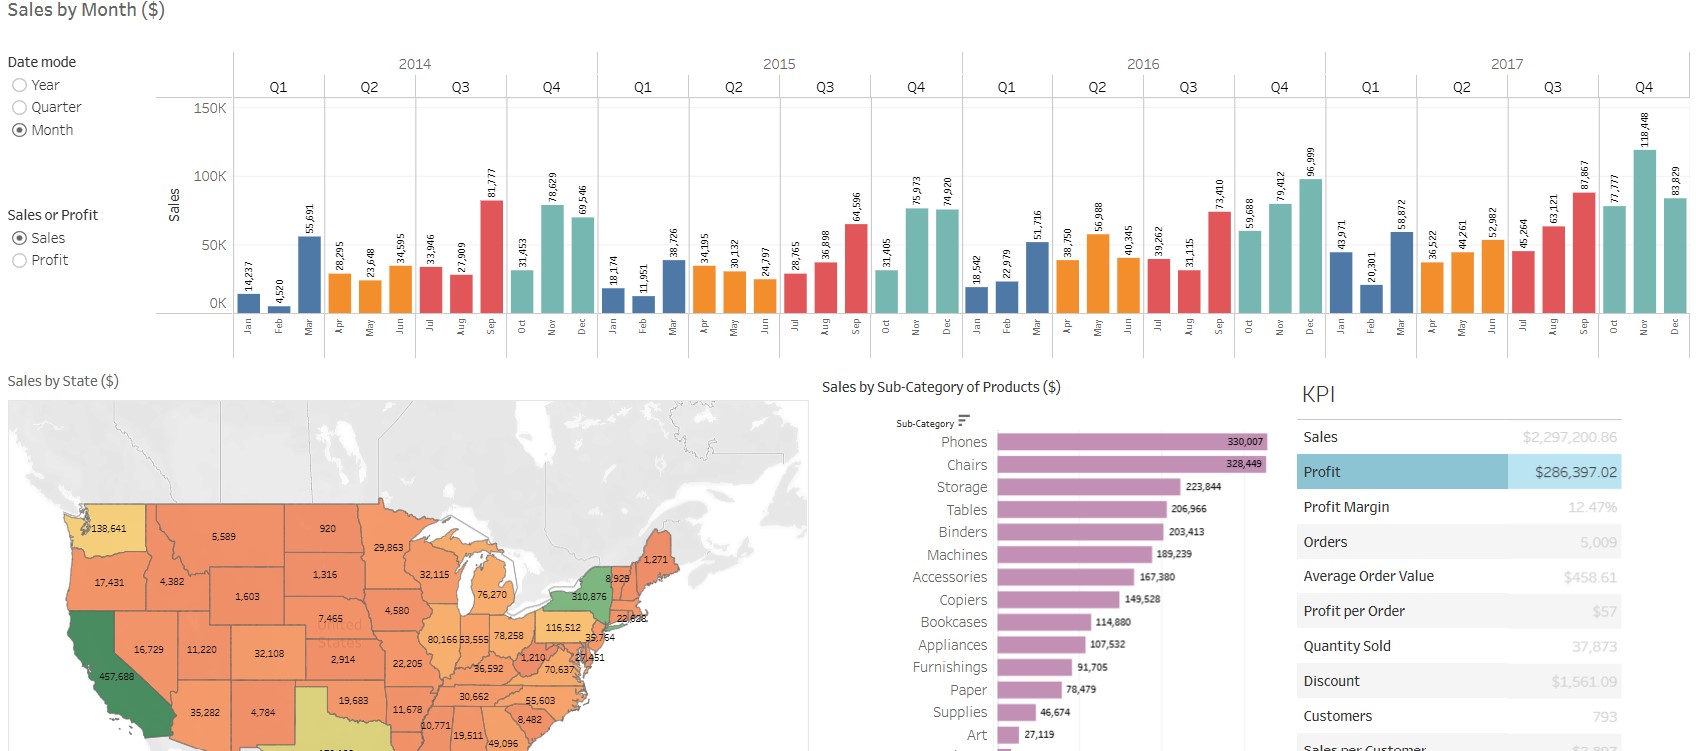 Sales by Month ($)
Date mode
Year
Quarter
Month
Sales or Profit
Sales
Profit
2014 2015 2016 2017
Q1 Q2 Q3 Q4 Q1 Q2 Q3 Q4 Q1 Q2 Q3 Q4 Q1 Q2 Q3 Q4
Sales
150K
100K
50K
0K
14,237 4,520 55,691 28,295 23,648 34,595 33,946 27,909 81,777 31,453 78,629 69,546 18,174 11,951 38,726 34,195 30,132 24,797 28,765 36,898 64,596 31,405 75,973 74,920 18,542 22,979 51,716 38,750 56,988 40,345 39,262 31,115 73,410 59,688 79,412 96,999 43,971 20,301 58,872 36,522 44,261 52,982 45,264 63,121 87,867 77,777 118,448 83,829
Jan Feb Mar Apr May Jun Jul Aug Sep Oct Nov Dec Jan Feb Mar Apr May Jun Jul Aug Sep Oct Nov Dec Jan Feb Mar Apr May Jun Jul Aug Sep Oct Nov Dec Jan Feb Mar Apr May Jun Jul Aug Sep Oct Nov Dec
Sales by State ($)
138,641 5,589 920 29,863 1,271
17,431 4,382 1,316 32,115 8,929
1,603 76,270 310,876
7,465 4,580 22,628
United
States
16,729 11,220 32,108 2,914 80,166 53,555 78,258 116,512 35,764
457,688 22,205 36,592 1,210 70,637 27,451
35,282 4,784 19,683 11,678 30,662 55,603
10,771 19,511 49,096 8,482
Sales by Sub-Category of Products ($)
Sub-Category
Phones 330,007
Chairs 328,449
Storage 223,844
Tables 206,966
Binders 203,413
Machines 189,239
Accessories 167,380
Copiers 149,528
Bookcases 114,880
Appliances 107,532
Furnishings 91,705
Paper 78,479
Supplies 46,674
Art 27,119
KPI
Sales $2,297,200.86
Profit $286,397.02
Profit Margin 12.47%
Orders 5,009
Average Order Value $458.61
Profit per Order $57
Quantity Sold 37,873
Discount $1,561.09
Customers 793
Sales per Customer